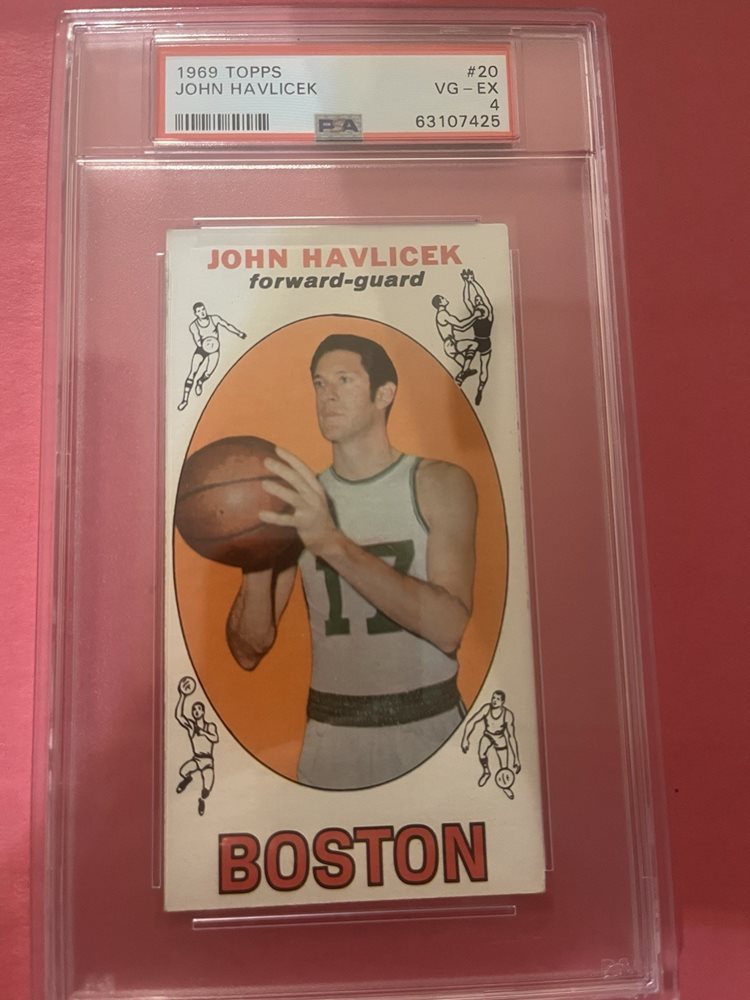 1969 TOPPS #20
JOHN HAVLICEK VG – EX
4
PSA 63107425
JOHN HAVLICEK
forward-guard
17
BOSTON